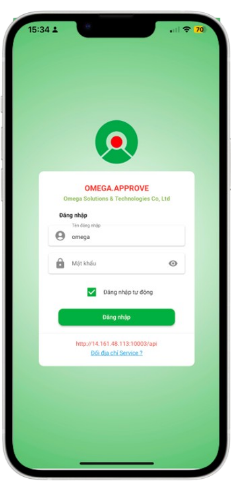 15:34
70
OMEGA.APPROVE
Omega Solutions & Technologies Co, Ltd
Đăng nhập
Tên đăng nhập
omega
Mật khẩu
Đăng nhập tự động
Đăng nhập
http://14.161.48.113:10003/api
Gói địa chỉ Service ?